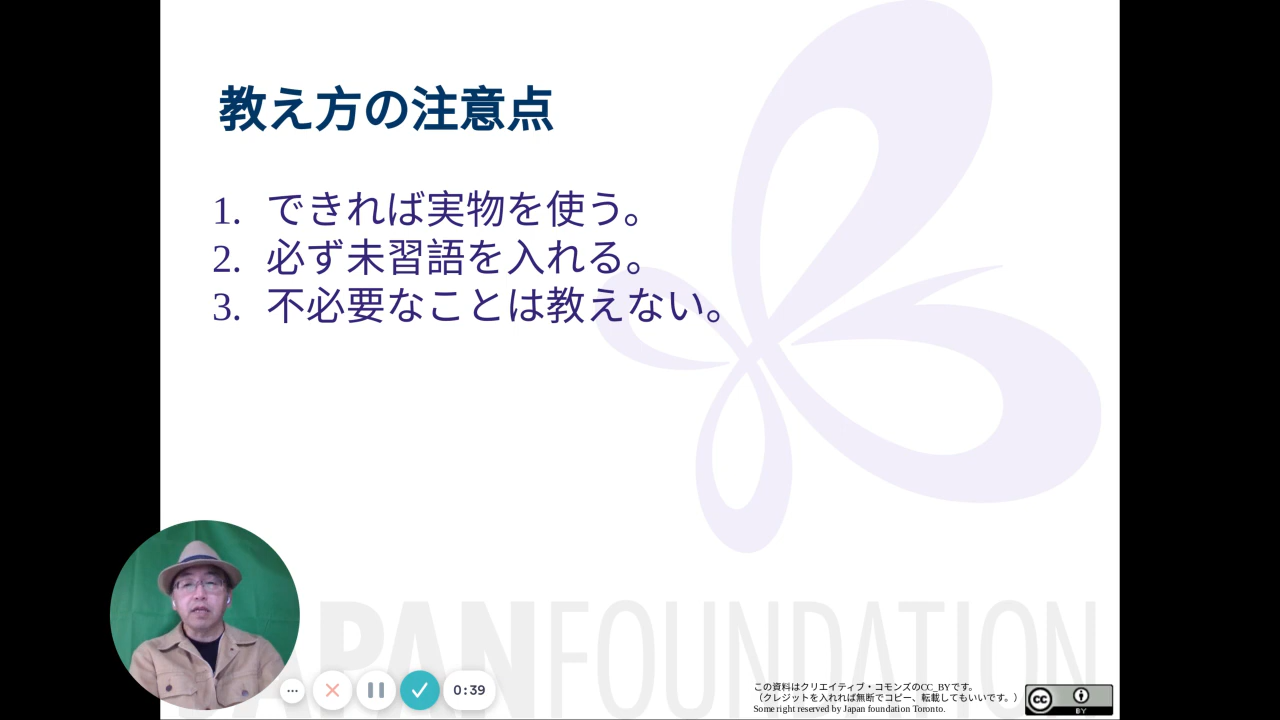 教え方の注意点
1. できれば実物を使う。
2. 必ず未習語を入れる。
3. 不必要なことは教えない。
JAPANFOUNDATION
0:39
この資料はクリエイティブ・コモンズのCC_BYです。
（クレジットを入れれば無断でコピー、転載してもいいです。）
Some right reserved by Japan foundation Toronto.
CC
BY